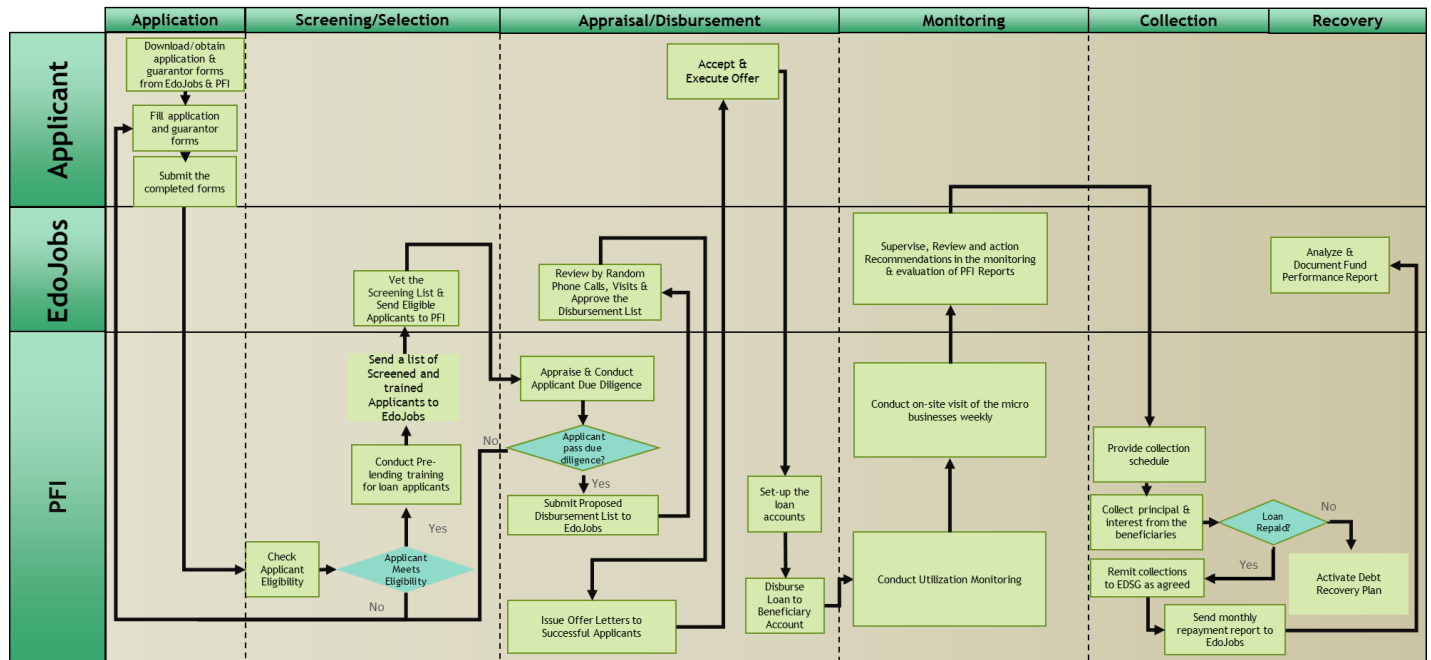 Application
Screening/Selection
Appraisal/Disbursement
Monitoring
Collection
Recovery
Applicant
Download/obtain
application &
guarantor forms
from EdoJobs & PFI
Fill application
and guarantor
forms
Submit the
completed forms
Accept &
Execute Offer
EdoJobs
Vet the
Screening List &
Send Eligible
Applicants to PFI
Review by Random
Phone Calls, Visits &
Approve the
Disbursement List
Supervise, Review and action
Recommendations in the monitoring
& evaluation of PFI Reports
Analyze &
Document Fund
Performance Report
PFI
Check
Applicant
Eligibility
Applicant
Meets
Eligibility
No
Yes
Conduct Pre-
lending training
for loan applicants
Send a list of
Screened and
trained
Applicants to
EdoJobs
Appraise & Conduct
Applicant Due Diligence
Applicant
pass due
diligence?
No
Yes
Submit Proposed
Disbursement List to
EdoJobs
Issue Offer Letters to
Successful Applicants
Set-up the
loan
accounts
Disburse
Loan to
Beneficiary
Account
Conduct on-site visit of the micro
businesses weekly
Conduct Utilization Monitoring
Provide collection
schedule
Collect principal &
interest from the
beneficiaries
Loan
Repaid?
No
Yes
Remit collections
to EDSG as agreed
Activate Debt
Recovery Plan
Send monthly
repayment report to
EdoJobs